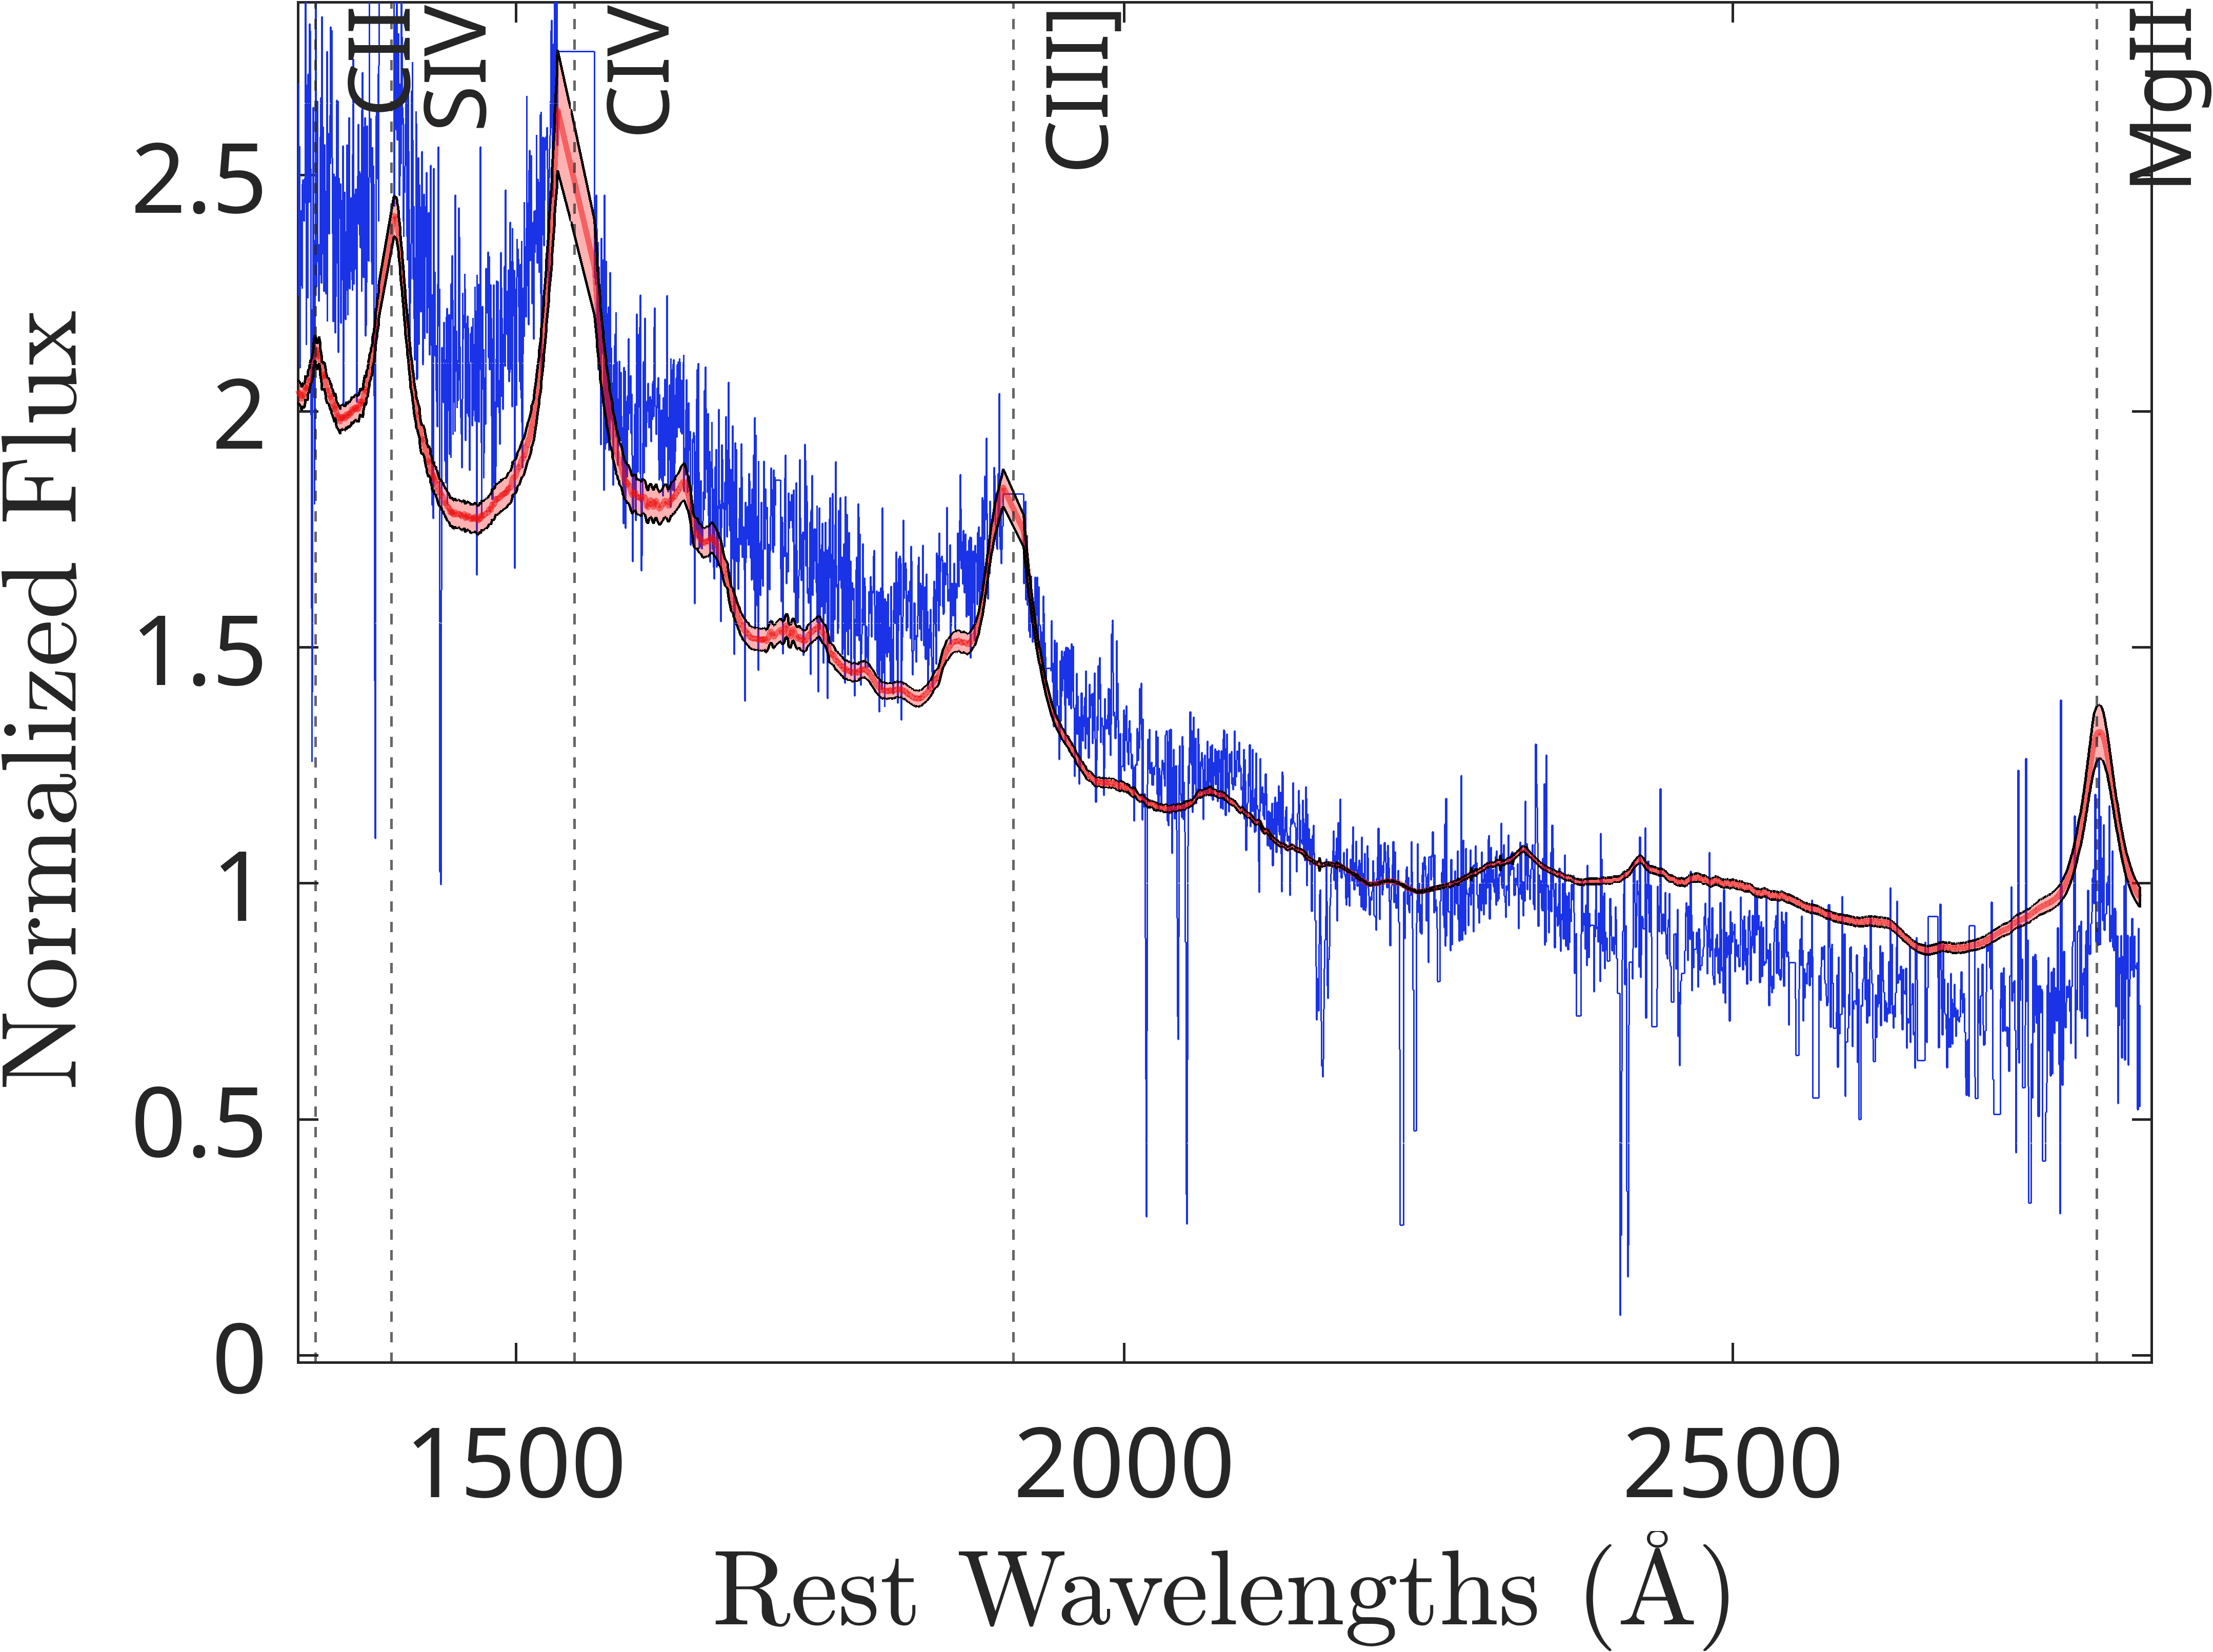 CII
SIV
CIV
CIII]
MgII
2.5
2
1.5
1
0.5
0
Normalized Flux
1500
2000
2500
Rest Wavelengths (Å)